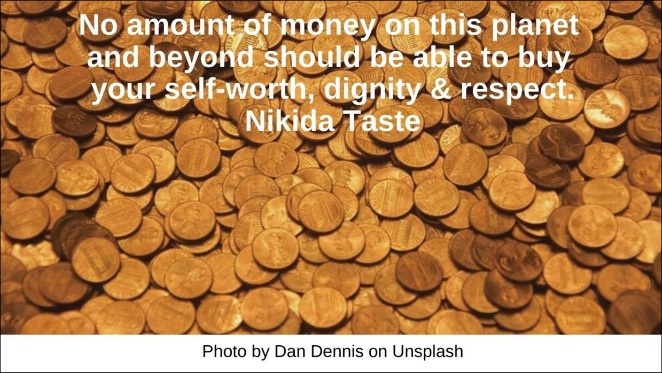 No amount of money on this planet
and beyond should be able to buy
your self-worth, dignity & respect.
Nikida Taste
Photo by Dan Dennis on Unsplash